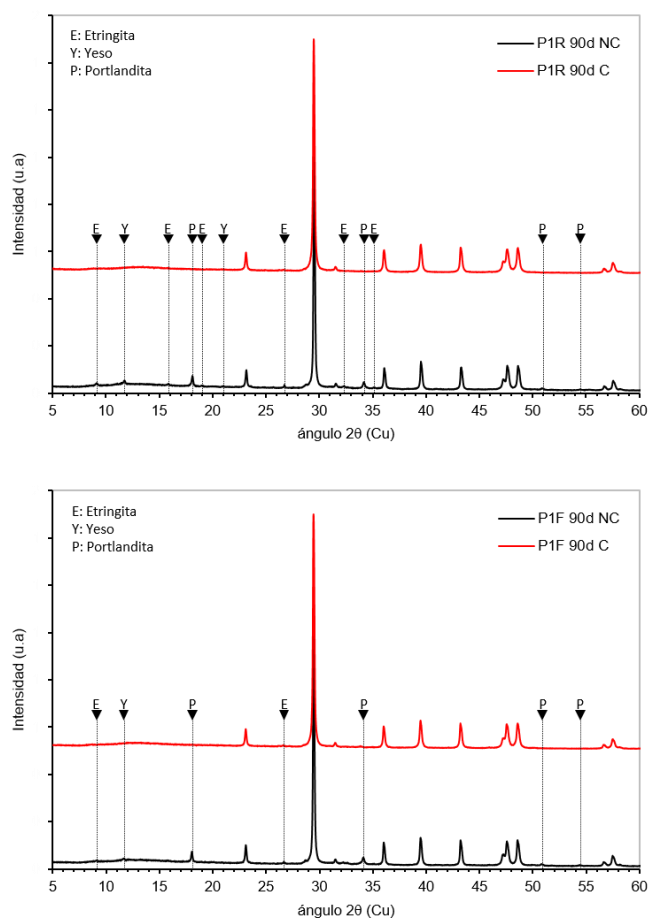 E: Etringita
Y: Yeso
P: Portlandita
P1R 90d NC
P1R 90d C
Intensidad (u.a)
E Y E P E Y E E P E P P
5 10 15 20 25 30 35 40 45 50 55 60
ángulo 2θ (Cu)
E: Etringita
Y: Yeso
P: Portlandita
P1F 90d NC
P1F 90d C
Intensidad (u.a)
E Y P E P P P
5 10 15 20 25 30 35 40 45 50 55 60
ángulo 2θ (Cu)